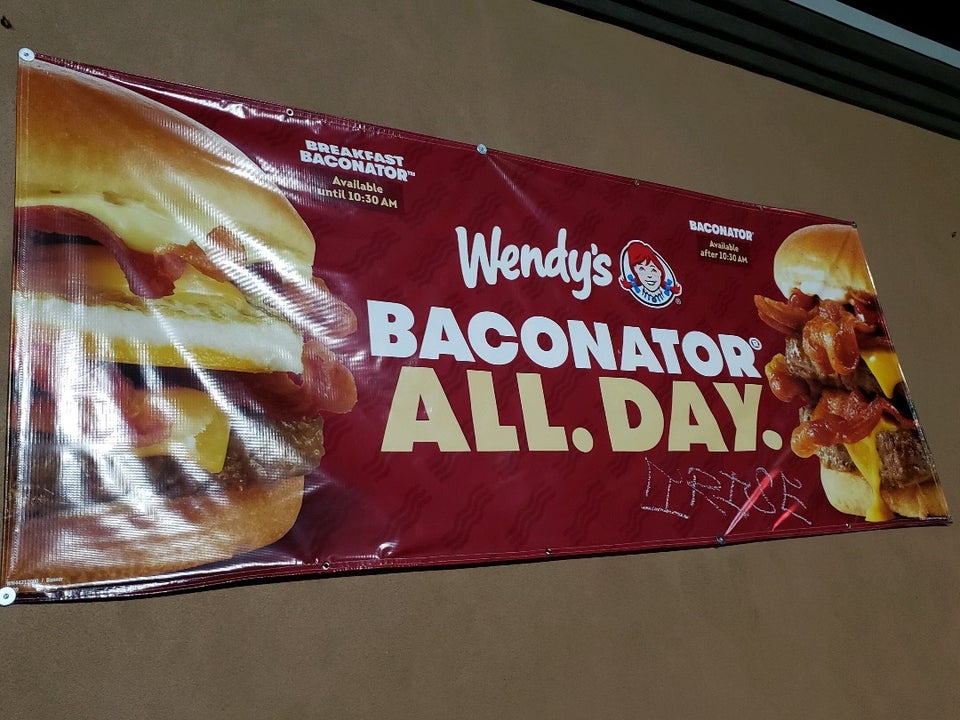 BREAKFAST
BACONATOR™
Available
until 10:30 AM
Wendy's
®
BACONATOR®
Available
after 10:30 AM
BACONATOR®
ALL. DAY.